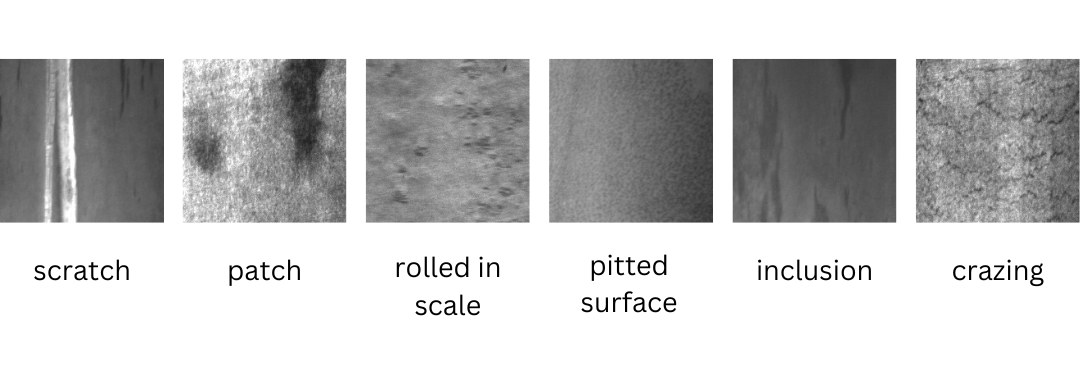 scratch
patch
rolled in
scale
pitted
surface
inclusion
crazing